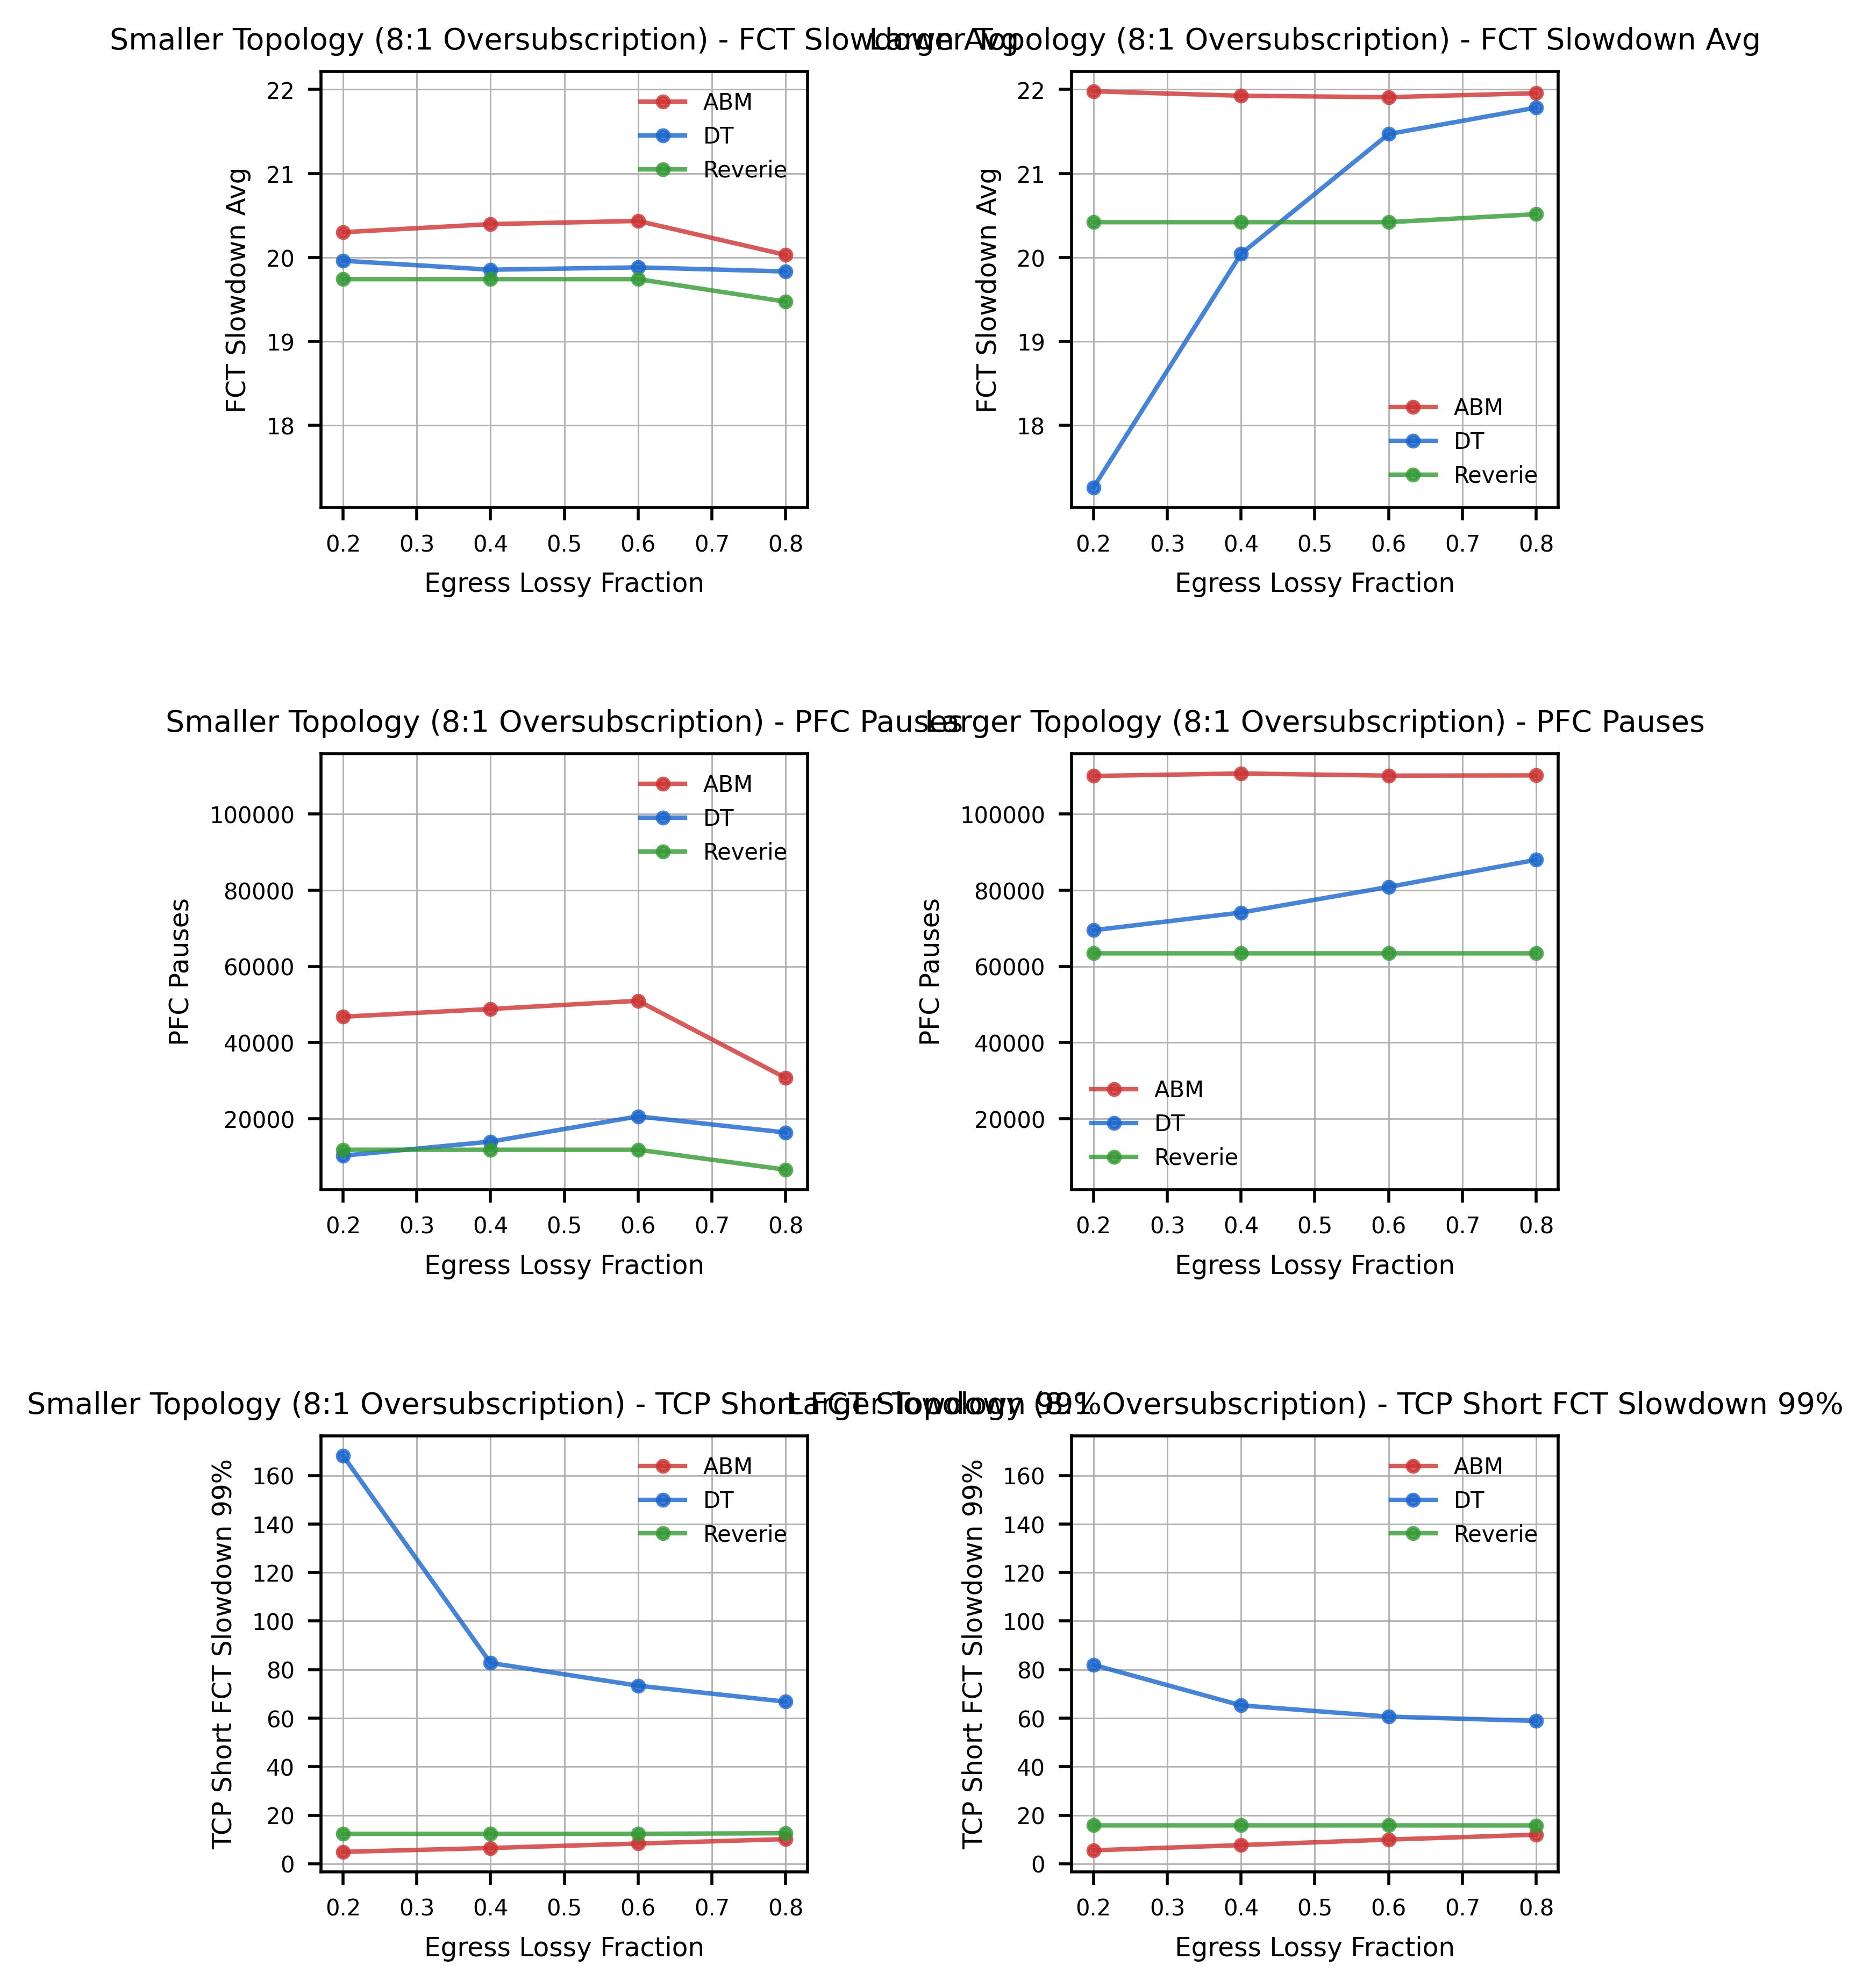 Smaller Topology (8:1 Oversubscription) - FCT Slowdown Avg
22
21
20
19
18
FCT Slowdown Avg
ABM
DT
Reverie
0.2 0.3 0.4 0.5 0.6 0.7 0.8
Egress Lossy Fraction
Larger Topology (8:1 Oversubscription) - FCT Slowdown Avg
22
21
20
19
18
FCT Slowdown Avg
ABM
DT
Reverie
0.2 0.3 0.4 0.5 0.6 0.7 0.8
Egress Lossy Fraction
Smaller Topology (8:1 Oversubscription) - PFC Pauses
100000
80000
60000
40000
20000
PFC Pauses
ABM
DT
Reverie
0.2 0.3 0.4 0.5 0.6 0.7 0.8
Egress Lossy Fraction
Larger Topology (8:1 Oversubscription) - PFC Pauses
100000
80000
60000
40000
20000
PFC Pauses
ABM
DT
Reverie
0.2 0.3 0.4 0.5 0.6 0.7 0.8
Egress Lossy Fraction
Smaller Topology (8:1 Oversubscription) - TCP Short FCT Slowdown 99%
160
140
120
100
80
60
40
20
0
TCP Short FCT Slowdown 99%
ABM
DT
Reverie
0.2 0.3 0.4 0.5 0.6 0.7 0.8
Egress Lossy Fraction
Larger Topology (8:1 Oversubscription) - TCP Short FCT Slowdown 99%
160
140
120
100
80
60
40
20
0
TCP Short FCT Slowdown 99%
ABM
DT
Reverie
0.2 0.3 0.4 0.5 0.6 0.7 0.8
Egress Lossy Fraction